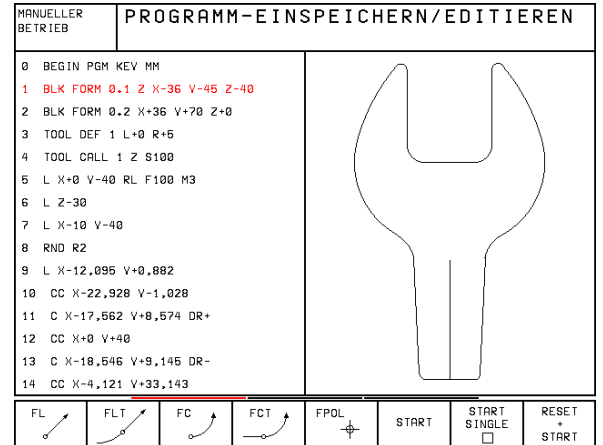 MANUELLER
BETRIEB
PROGRAMM-EINSPEICHERN/EDITIEREN
0 BEGIN PGM KEV MM
1 BLK FORM 0.1 Z X-36 V-45 Z-40
2 BLK FORM 0.2 X+36 V+70 Z+0
3 TOOL DEF 1 L+0 R+5
4 TOOL CALL 1 Z S100
5 L X+0 V-40 RL F100 M3
6 L Z-30
7 L X-10 V-40
8 RND R2
9 L X-12,095 V+0,882
10 CC X-22,928 V-1,028
11 C X-17,562 V+8,574 DR+
12 CC X+0 V+40
13 C X-18,546 V+9,145 DR-
14 CC X-4,121 V+33,143
FL
FLT
FC
FCT
FPOL
START
START
SINGLE
RESET
+
START